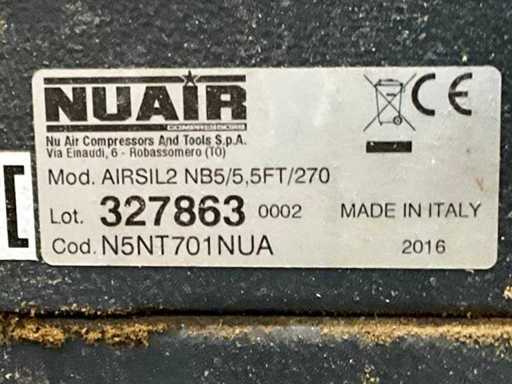 NUAIR
COMPRESSORS
Nu Air Compressors And Tools S.p.A.
Via Einaudi, 6 - Robassomero (TO)
CE
Mod. AIRSIL2 NB5/5,5FT/270
Lot. 327863 0002 MADE IN ITALY
Cod. N5NT701NUA 2016